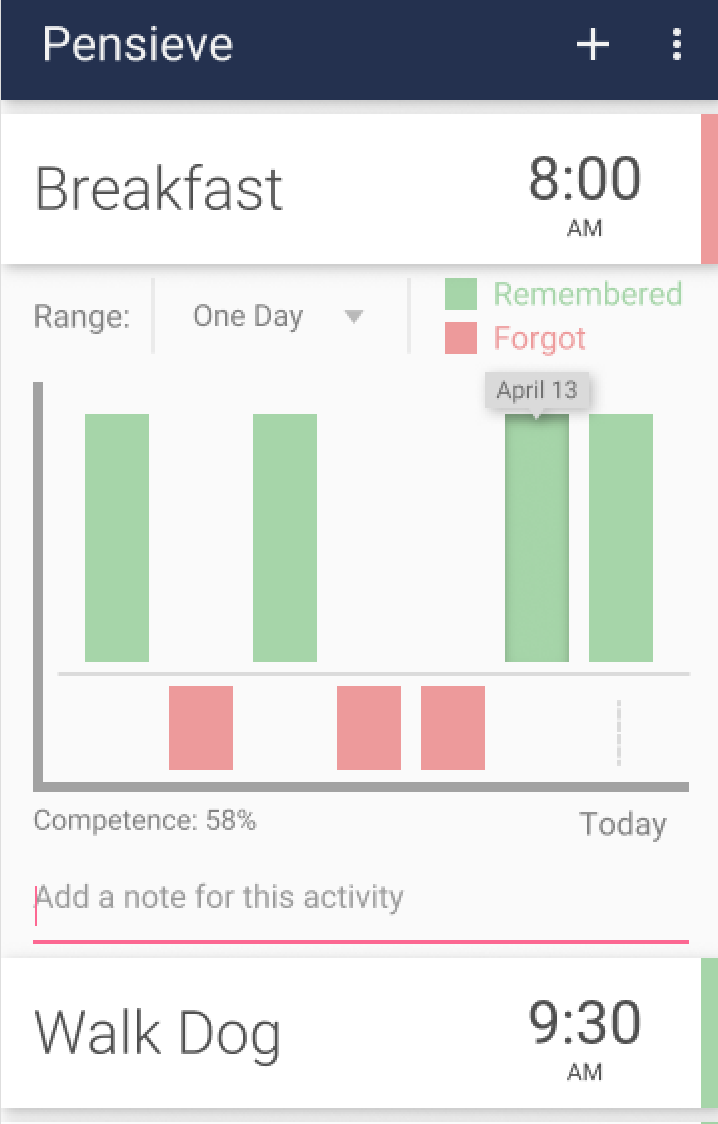 Pensieve
Breakfast
8:00
AM
Range:
One Day
Remembered
Forgot
April 13
Competence: 58%
Today
Add a note for this activity
Walk Dog
9:30
AM